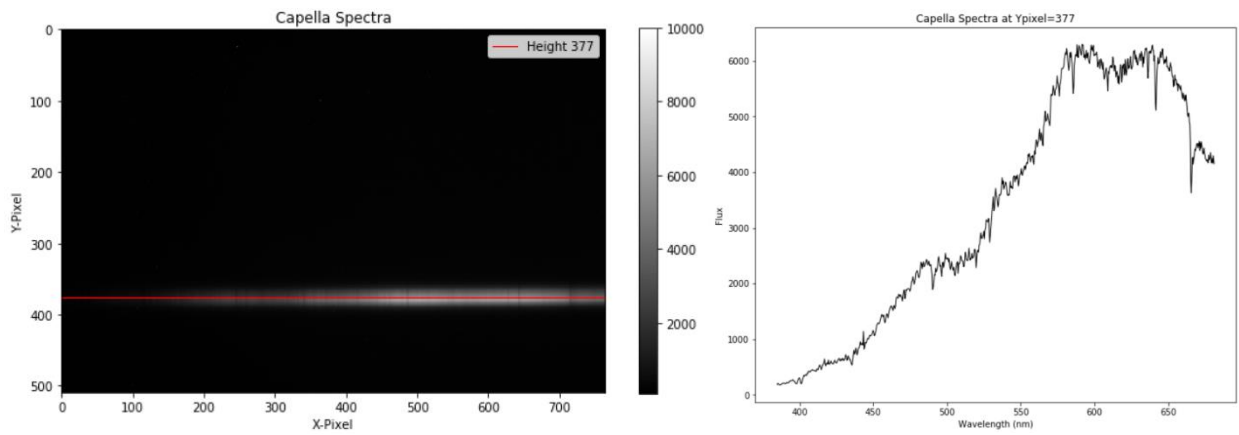 Capella Spectra
Height 377
0
100
200
300
400
500
Y-Pixel
0 100 200 300 400 500 600 700
X-Pixel
10000
8000
6000
4000
2000
Capella Spectra at Ypixel=377
6000
5000
4000
3000
2000
1000
0
Flux
400 450 500 550 600 650
Wavelength (nm)